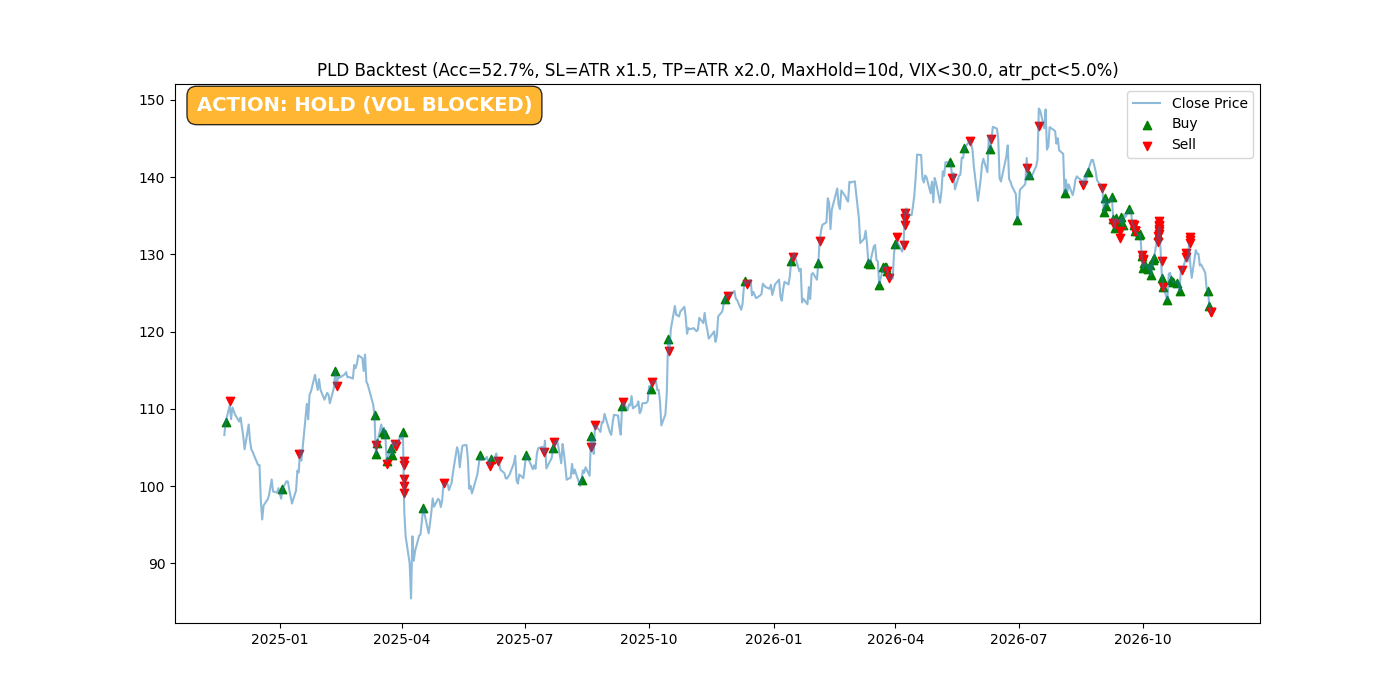 PLD Backtest (Acc=52.7%, SL=ATR x1.5, TP=ATR x2.0, MaxHold=10d, VIX<30.0, atr_pct<5.0%)
ACTION: HOLD (VOL BLOCKED)
Close Price
Buy
Sell
150
140
130
120
110
100
90
2025-01 2025-04 2025-07 2025-10 2026-01 2026-04 2026-07 2026-10